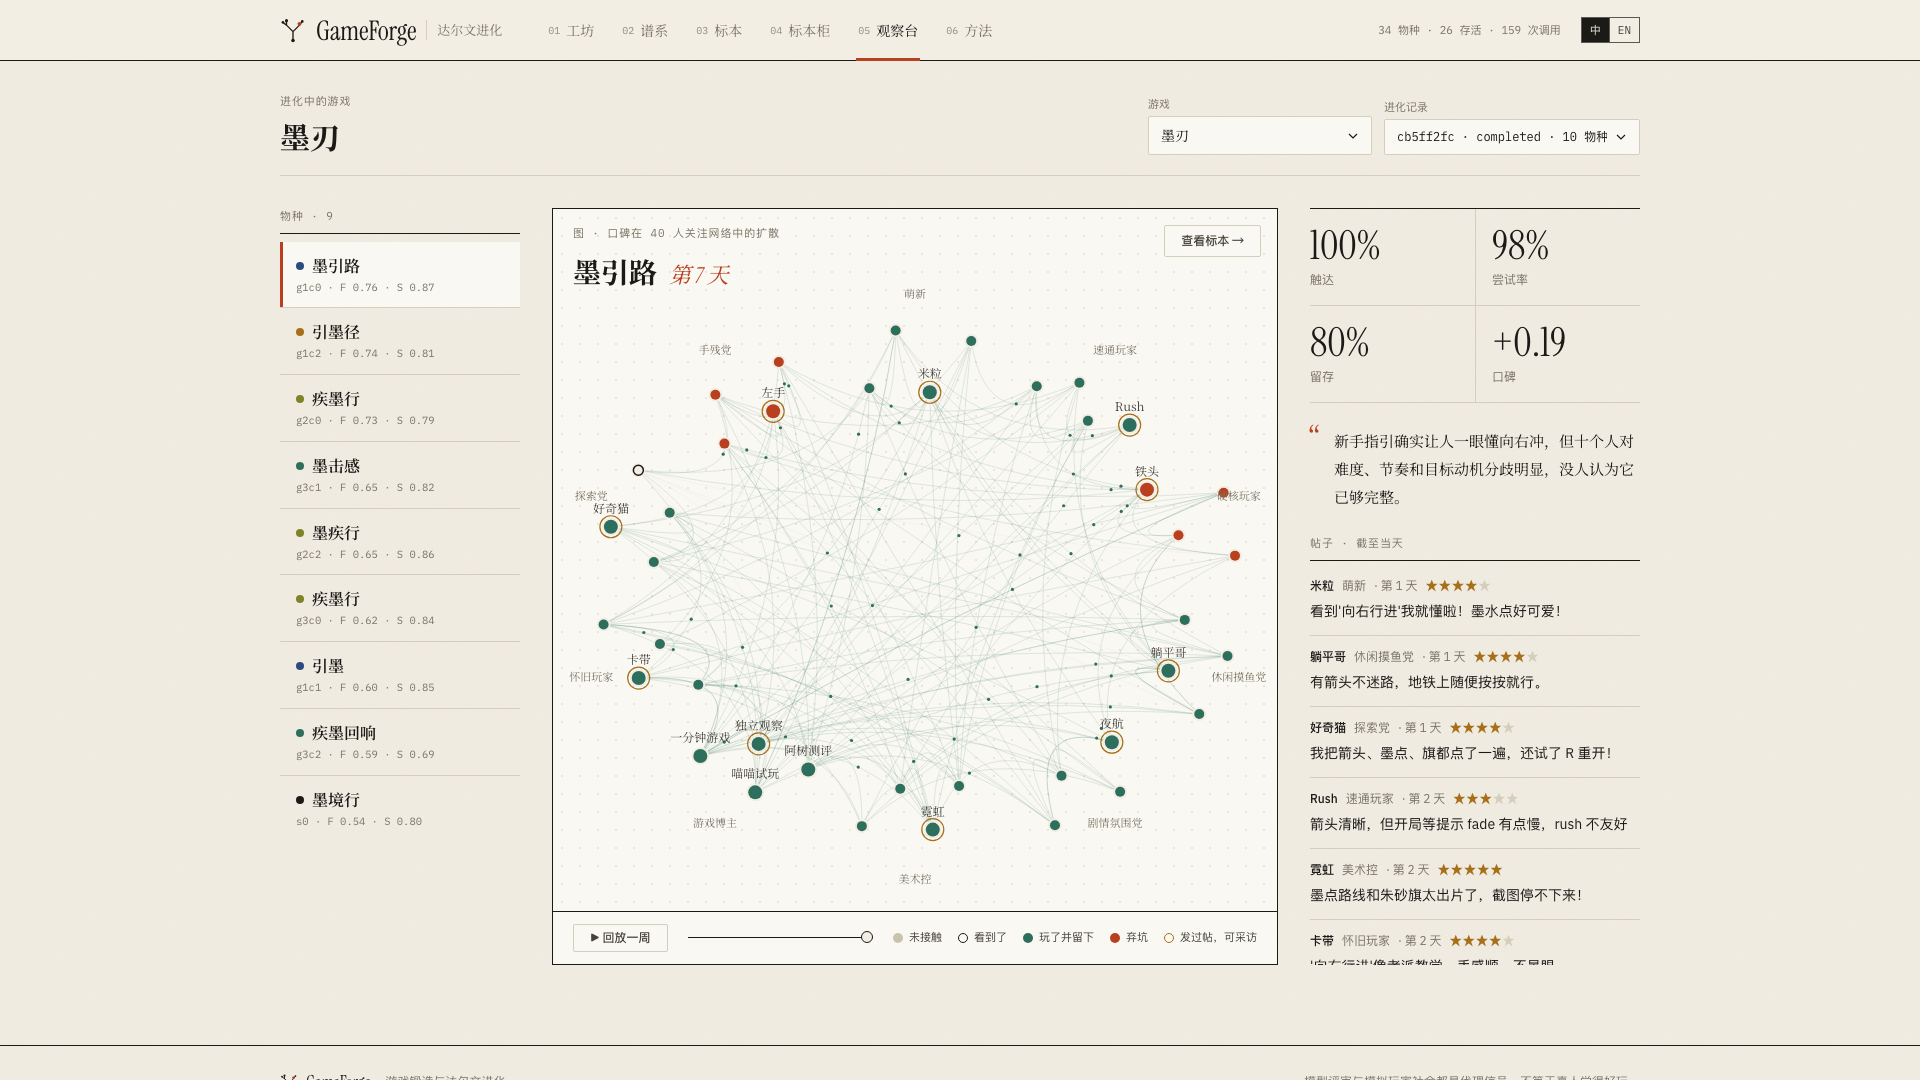 GameForge 达尔文进化 01 工坊 02 谱系 03 标本 04 标本柜 05 观察台 06 方法 34 物种 · 26 存活 · 159 次调用 中 EN
进化中的游戏
墨刃
游戏
墨刃
进化记录
cb5ff2fc · completed · 10 物种
物种 · 9
墨引路
g1c0 · F 0.76 · S 0.87
引墨径
g1c2 · F 0.74 · S 0.81
疾墨行
g2c0 · F 0.73 · S 0.79
墨击感
g3c1 · F 0.65 · S 0.82
墨疾行
g2c2 · F 0.65 · S 0.86
疾墨行
g3c0 · F 0.62 · S 0.84
引墨
g1c1 · F 0.60 · S 0.85
疾墨回响
g3c2 · F 0.59 · S 0.69
墨境行
s0 · F 0.54 · S 0.80
图 · 口碑在 40 人关注网络中的扩散
查看标本 →
墨引路 第7天
萌新
手残党
速通玩家
米粒
左手
Rush
铁头
探索党
硬核玩家
好奇猫
卡带
躺平哥
怀旧玩家
休闲摸鱼党
独立观察
夜航
一分钟游戏
阿树测评
喵喵试玩
霓虹
游戏博主
剧情氛围党
美术控
▶ 回放一周
未接触
看到了
玩了并留下
弃坑
发过帖，可采访
100%
触达
98%
尝试率
80%
留存
+0.19
口碑
“ 新手指引确实让人一眼懂向右冲，但十个人对
难度、节奏和目标动机分歧明显，没人认为它
已够完整。
帖子 · 截至当天
米粒 萌新 · 第 1 天 ★★★★★
看到'向右行进'我就懂啦！墨水点好可爱！
躺平哥 休闲摸鱼党 · 第 1 天 ★★★★★
有箭头不迷路，地铁上随便按按就行。
好奇猫 探索党 · 第 1 天 ★★★★★
我把箭头、墨点、旗都点了一遍，还试了 R 重开！
Rush 速通玩家 · 第 2 天 ★★★★★
箭头清晰，但开局等提示 fade 有点慢，rush 不友好
霓虹 美术控 · 第 2 天 ★★★★★
墨点路线和朱砂旗太出片了，截图停不下来！
卡带 怀旧玩家 · 第 2 天 ★★★★★